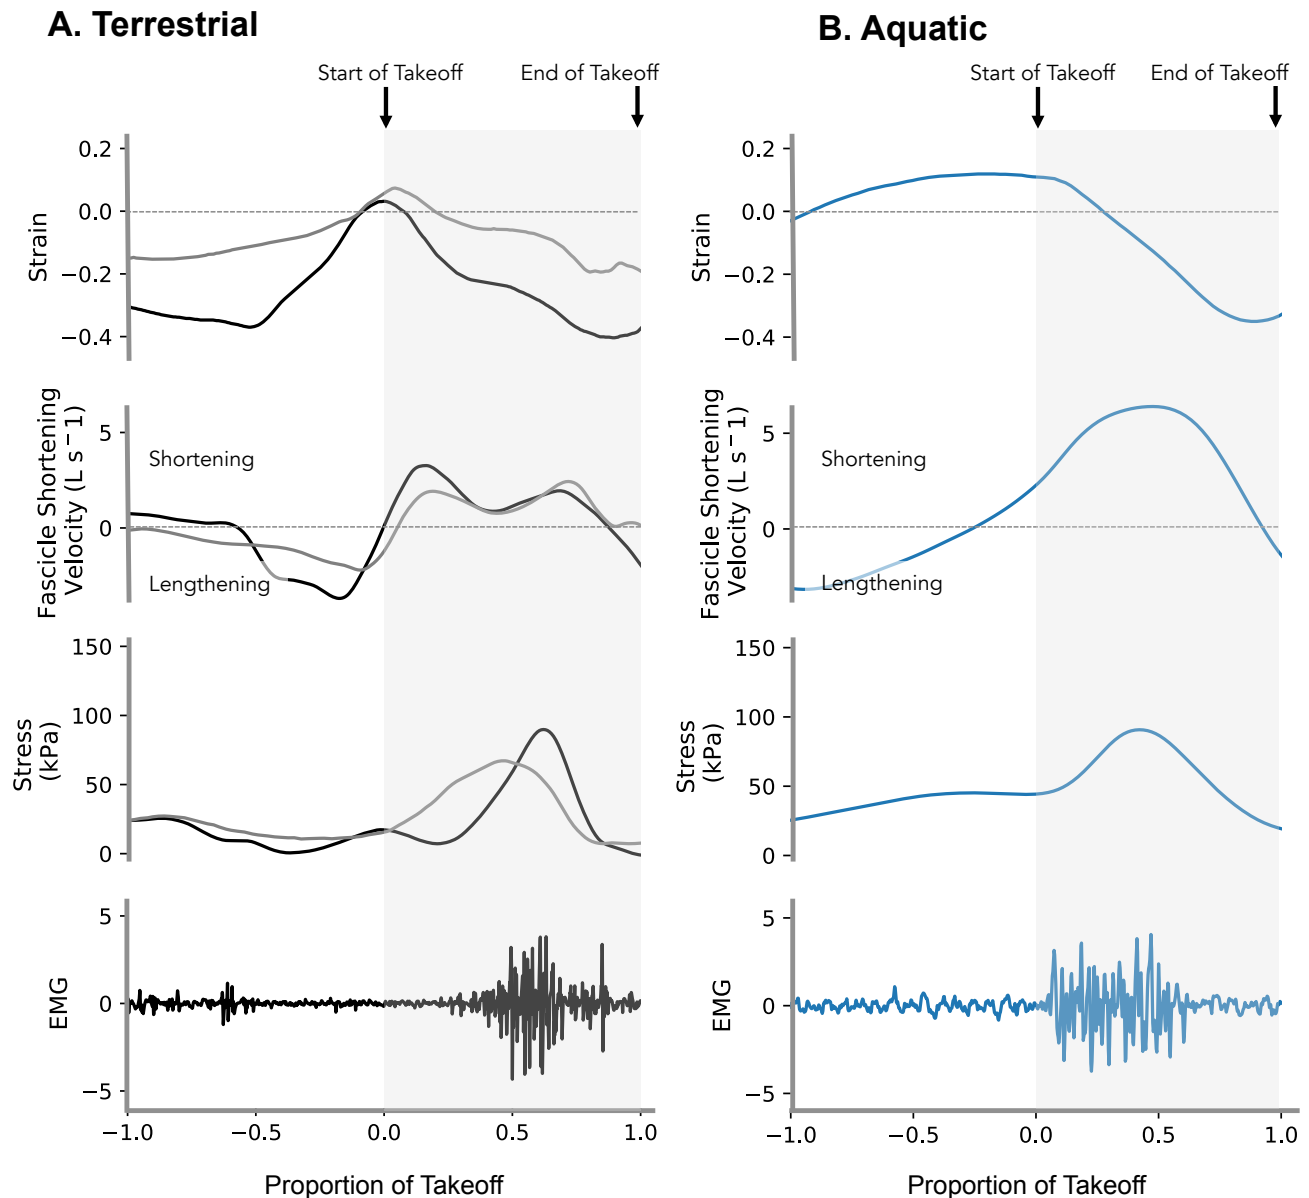 A. Terrestrial
B. Aquatic
Start of Takeoff
End of Takeoff
Start of Takeoff
End of Takeoff
Strain
0.2
0.0
−0.2
−0.4
Strain
0.2
0.0
−0.2
−0.4
Fascicle Shortening
Velocity (L s−1)
5
0
Shortening
Lengthening
Fascicle Shortening
Velocity (L s−1)
5
0
Shortening
Lengthening
Stress
(kPa)
150
100
50
0
Stress
(kPa)
150
100
50
0
EMG
5
0
−5
EMG
5
0
−5
−1.0 −0.5 0.0 0.5 1.0
−1.0 −0.5 0.0 0.5 1.0
Proportion of Takeoff
Proportion of Takeoff